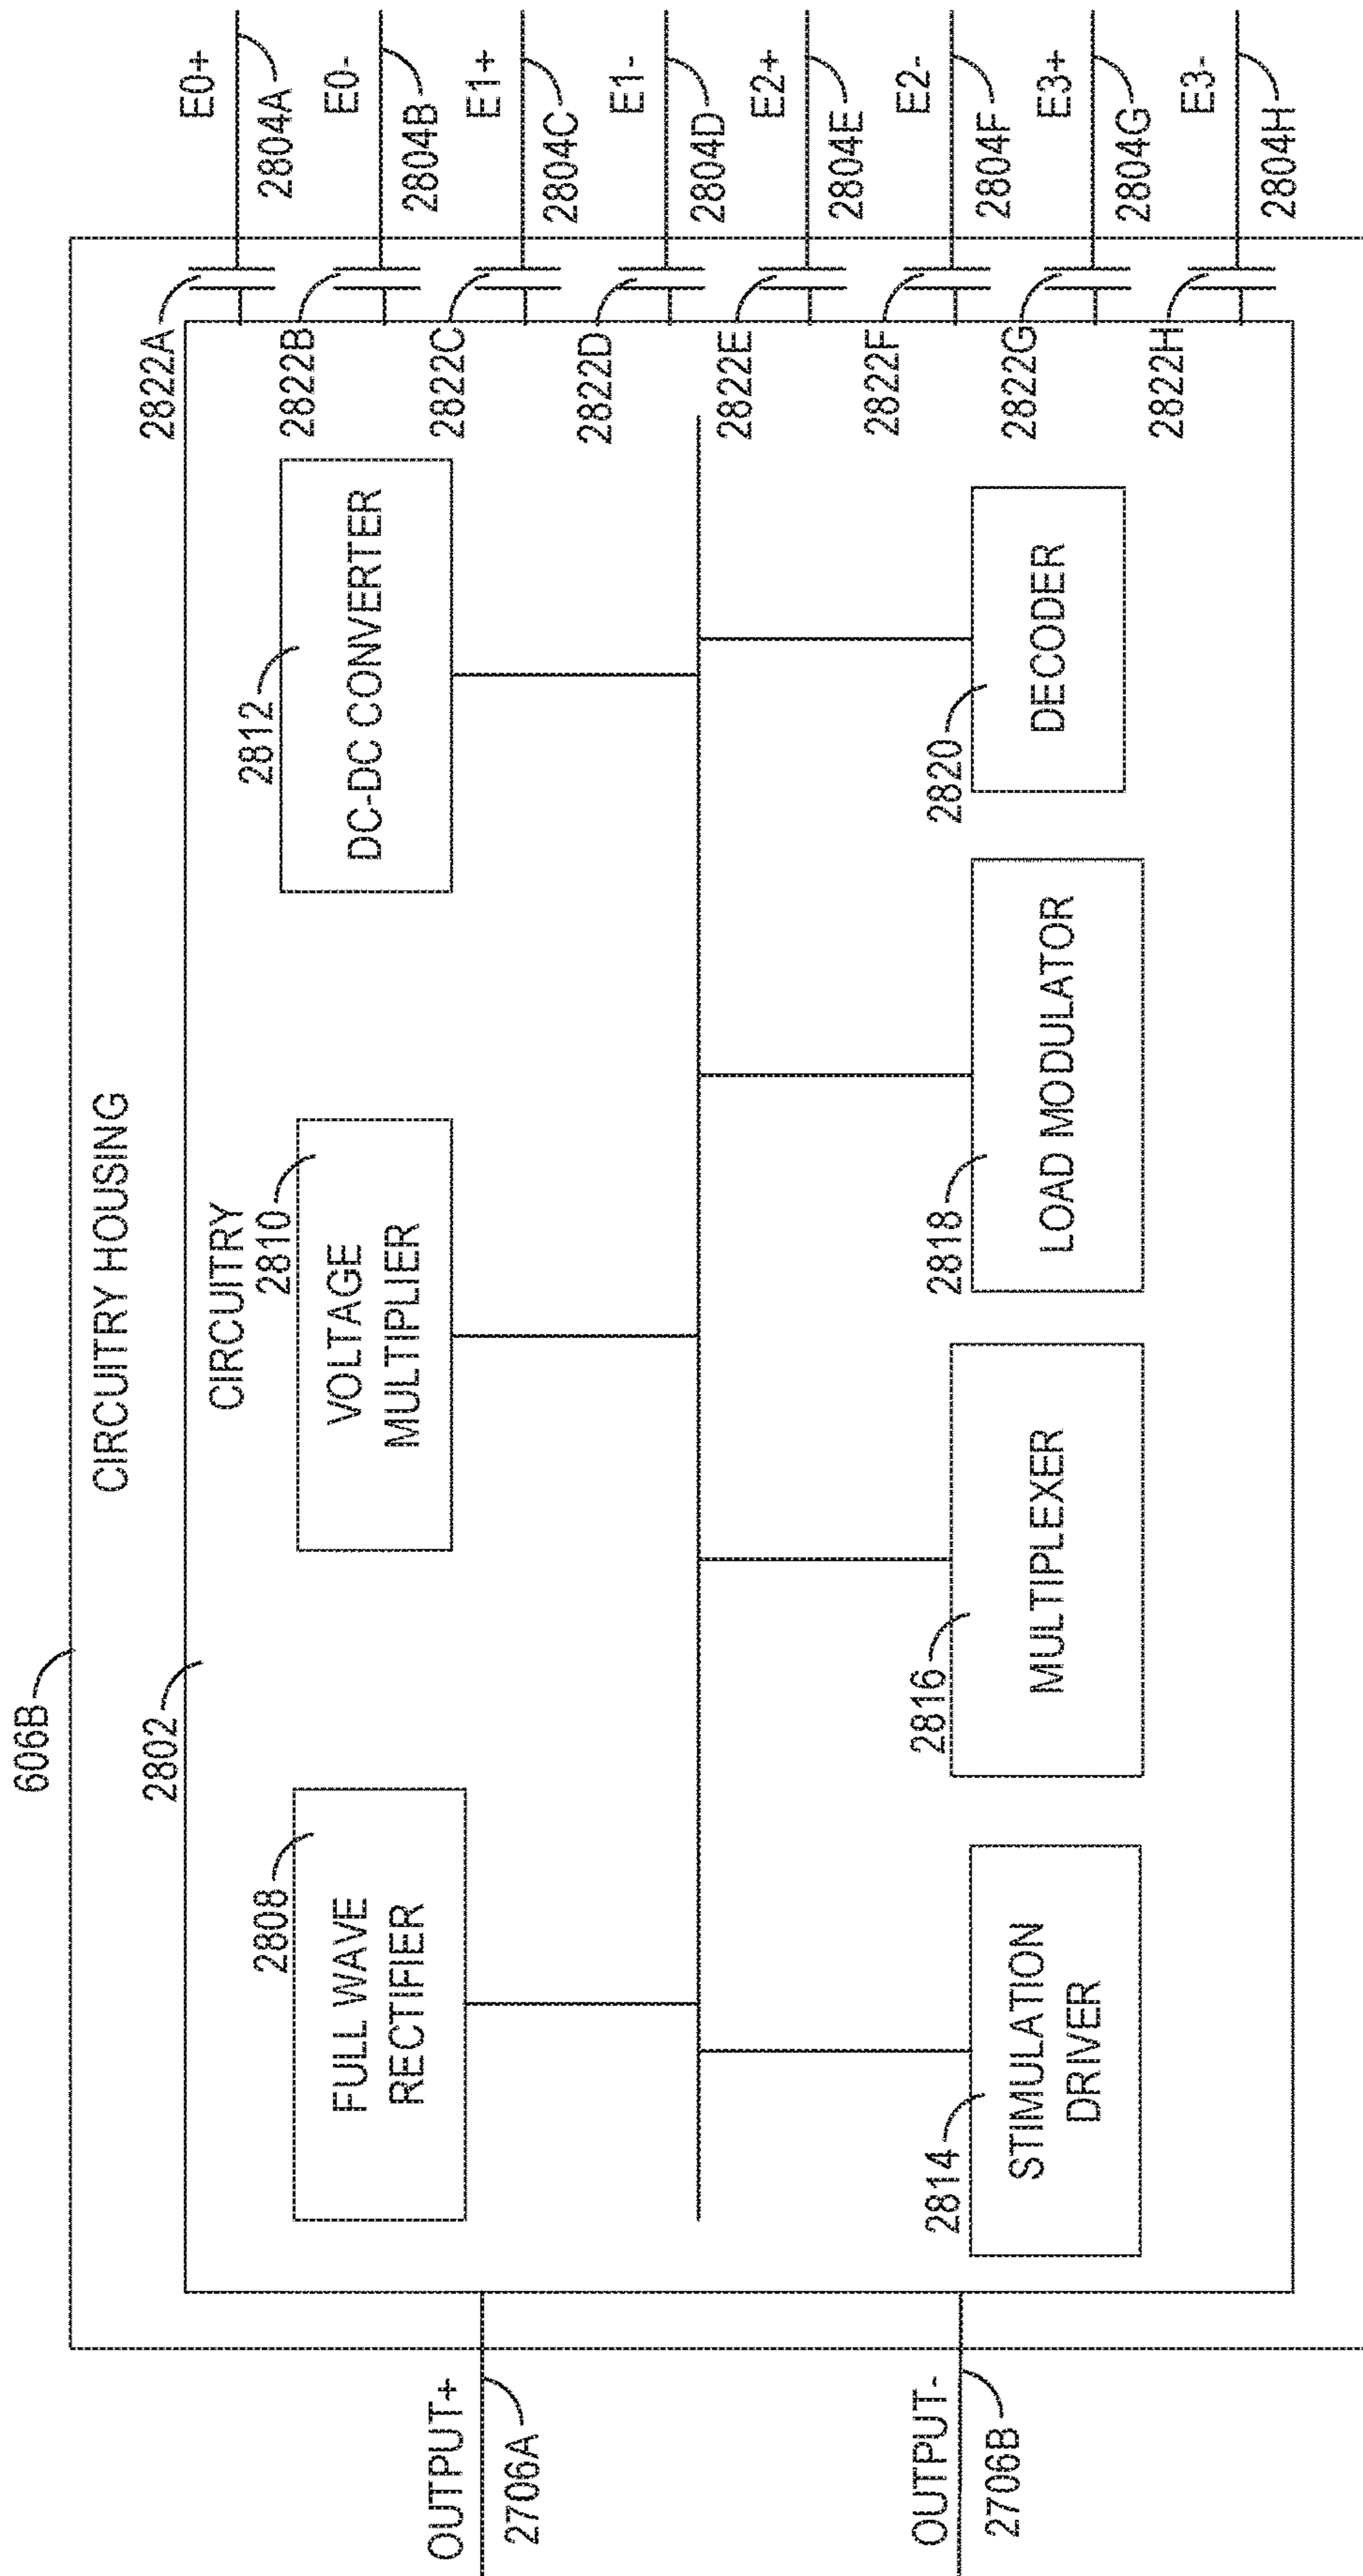 606B
CIRCUITRY HOUSING
2802
CIRCUITRY
2808
FULL WAVE
RECTIFIER
2810
VOLTAGE
MULTIPLIER
2812
DC-DC CONVERTER
2814
STIMULATION
DRIVER
2816
MULTIPLEXER
2818
LOAD MODULATOR
2820
DECODER
OUTPUT+
2706A
OUTPUT-
2706B
2822A
2822B
2822C
2822D
2822E
2822F
2822G
2822H
E0+
2804A
E0-
2804B
E1+
2804C
E1-
2804D
E2+
2804E
E2-
2804F
E3+
2804G
E3-
2804H